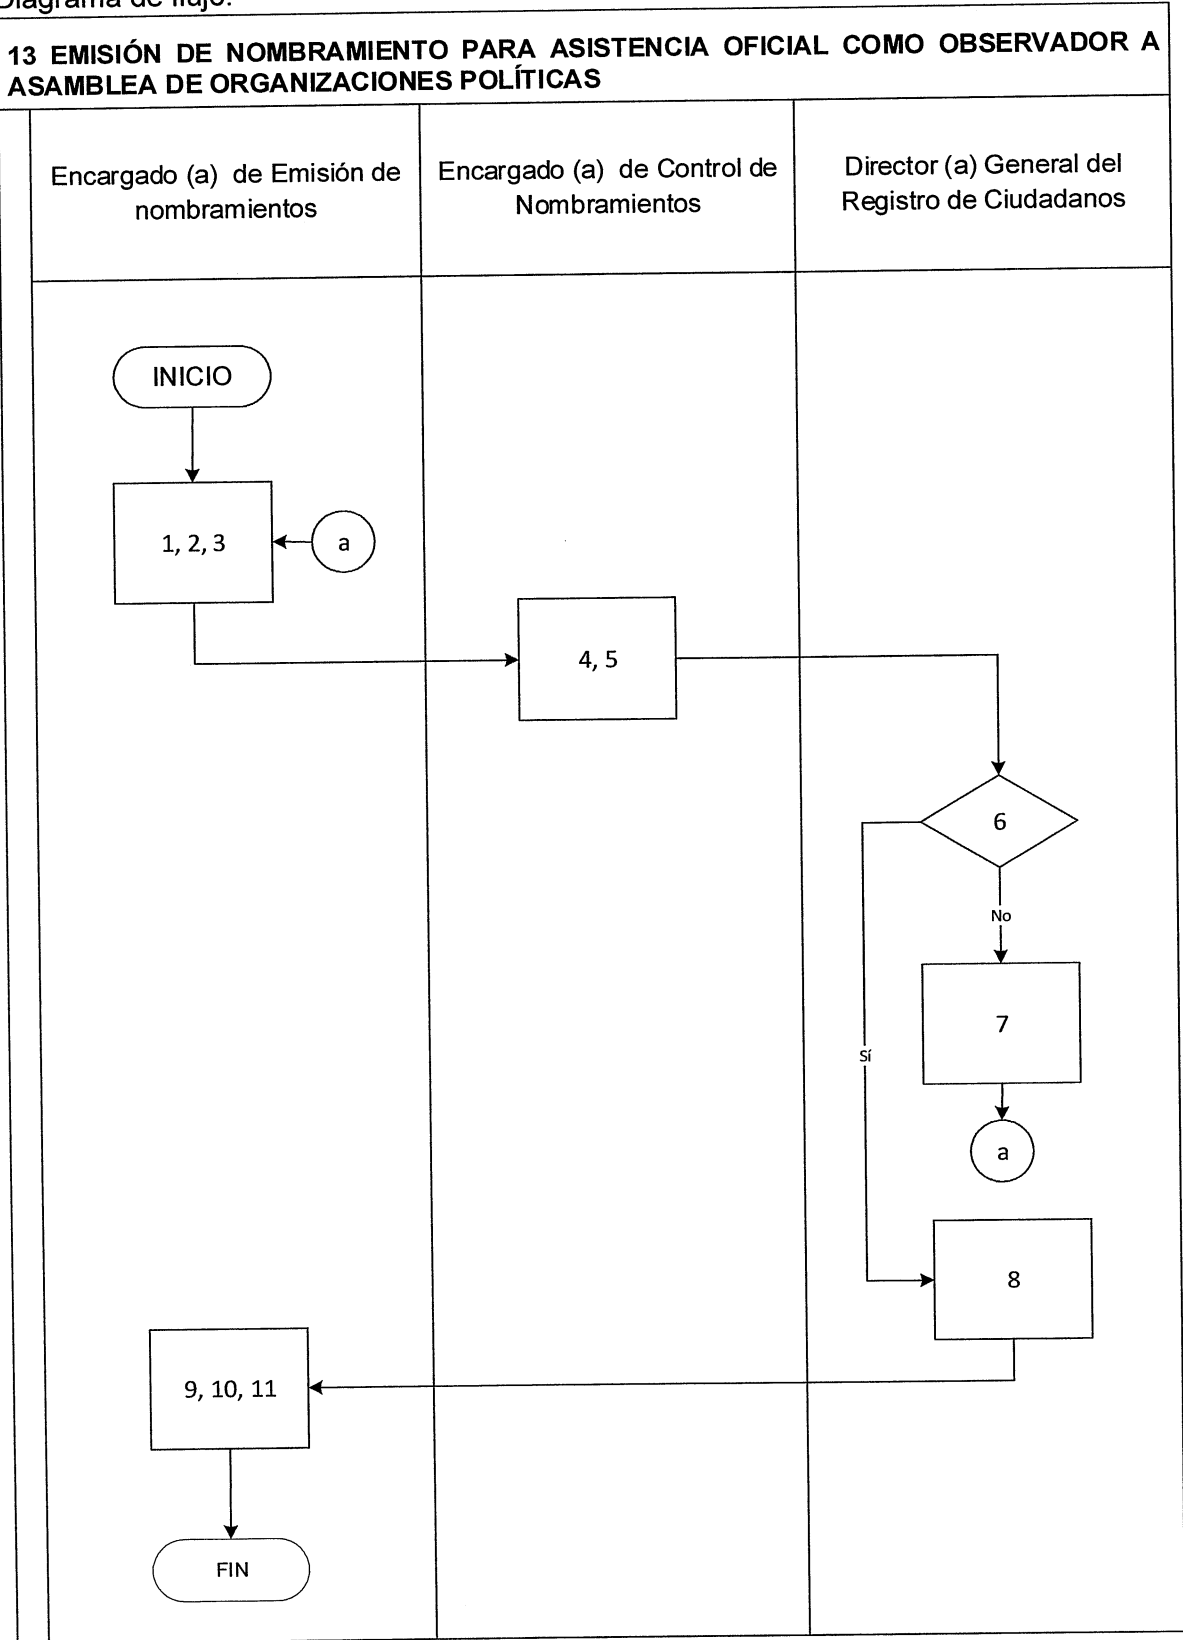 Diagrama de flujo.
13 EMISIÓN DE NOMBRAMIENTO PARA ASISTENCIA OFICIAL COMO OBSERVADOR A
ASAMBLEA DE ORGANIZACIONES POLÍTICAS
Encargado (a) de Emisión de
nombramientos
Encargado (a) de Control de
Nombramientos
Director (a) General del
Registro de Ciudadanos
INICIO
1, 2, 3
a
4, 5
6
No
7
Sí
a
8
9, 10, 11
FIN